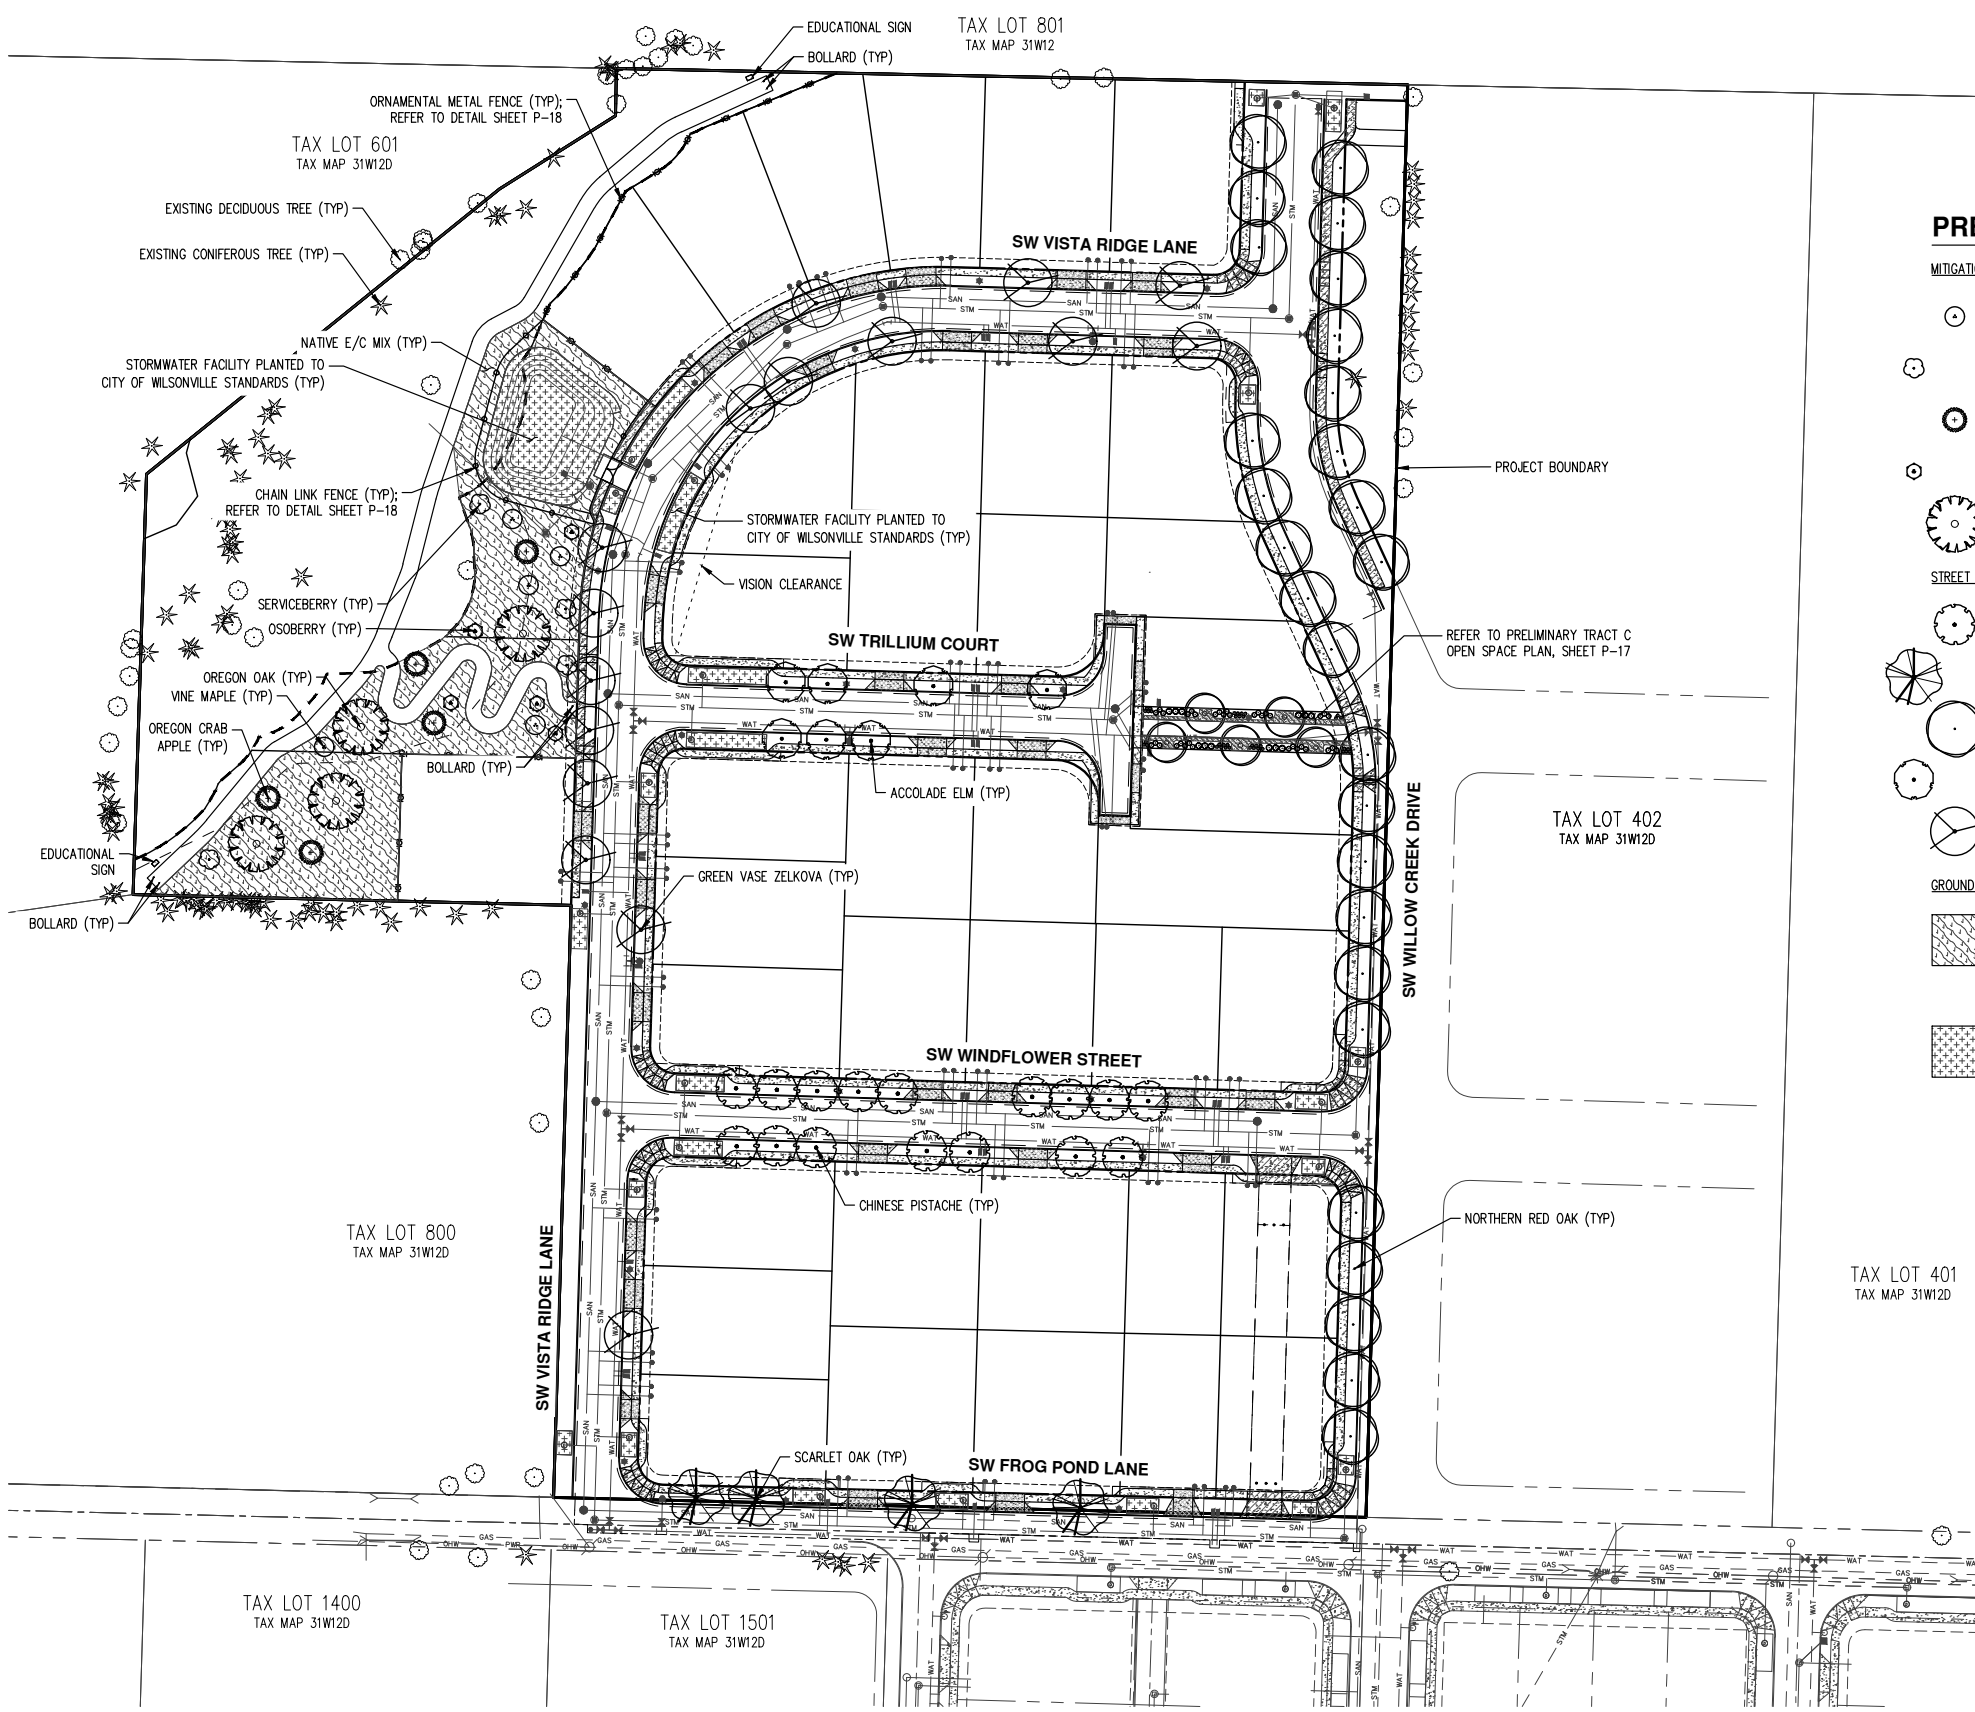 EDUCATIONAL SIGN
TAX LOT 801
TAX MAP 31W12
BOLLARD (TYP)
ORNAMENTAL METAL FENCE (TYP);
REFER TO DETAIL SHEET P-18
TAX LOT 601
TAX MAP 31W12D
EXISTING DECIDUOUS TREE (TYP)
EXISTING CONIFEROUS TREE (TYP)
SW VISTA RIDGE LANE
PRE
MITIGATI
NATIVE E/C MIX (TYP)
STORMWATER FACILITY PLANTED TO
CITY OF WILSONVILLE STANDARDS (TYP)
PROJECT BOUNDARY
CHAIN LINK FENCE (TYP);
REFER TO DETAIL SHEET P-18
STORMWATER FACILITY PLANTED TO
CITY OF WILSONVILLE STANDARDS (TYP)
VISION CLEARANCE
STREET
SERVICEBERRY (TYP)
OSOBERRY (TYP)
SW TRILLIUM COURT
REFER TO PRELIMINARY TRACT C
OPEN SPACE PLAN, SHEET P-17
OREGON OAK (TYP)
VINE MAPLE (TYP)
OREGON CRAB
APPLE (TYP)
BOLLARD (TYP)
ACCOLADE ELM (TYP)
SW WILLOW CREEK DRIVE
TAX LOT 402
TAX MAP 31W12D
EDUCATIONAL
SIGN
GREEN VASE ZELKOVA (TYP)
GROUND
BOLLARD (TYP)
SW WINDFLOWER STREET
CHINESE PISTACHE (TYP)
NORTHERN RED OAK (TYP)
TAX LOT 800
TAX MAP 31W12D
SW VISTA RIDGE LANE
TAX LOT 401
TAX MAP 31W12D
SCARLET OAK (TYP)
SW FROG POND LANE
SAN
STM
WAT
GAS
OHW
PWR
TAX LOT 1400
TAX MAP 31W12D
TAX LOT 1501
TAX MAP 31W12D